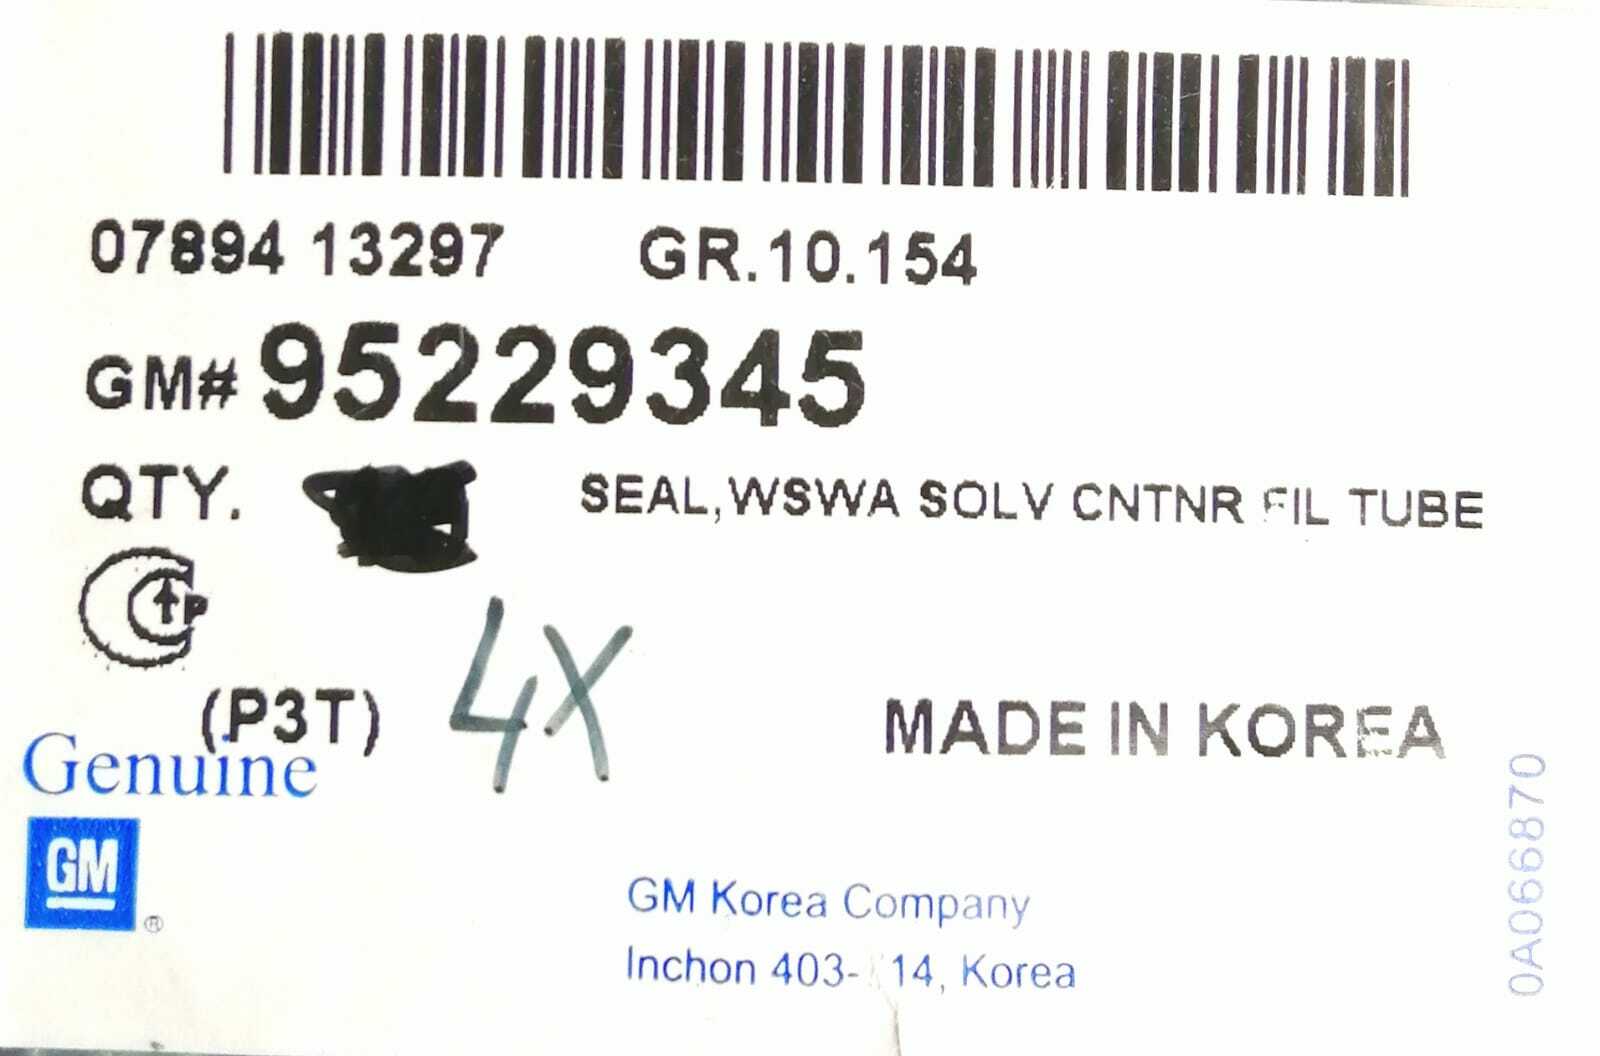 07894 13297 GR.10.154
GM# 95229345
QTY. SEAL,WSWA SOLV CNTNR FIL TUBE
(P3T) 4X MADE IN KOREA
Genuine
GM ®
GM Korea Company
Inchon 403- 14, Korea
0A066870